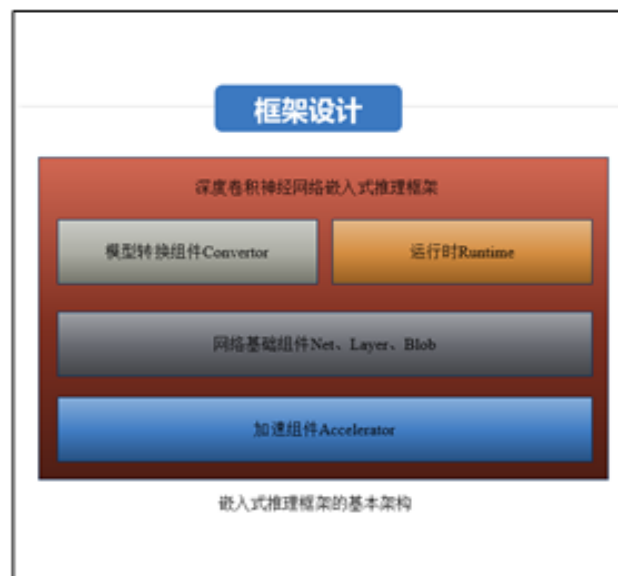 框架设计
深度卷积神经网络嵌入式推理框架
模型转换组件Convertor
运行时Runtime
网络基础组件Net、Layer、Blob
加速组件Accelerator
嵌入式推理框架的基本架构